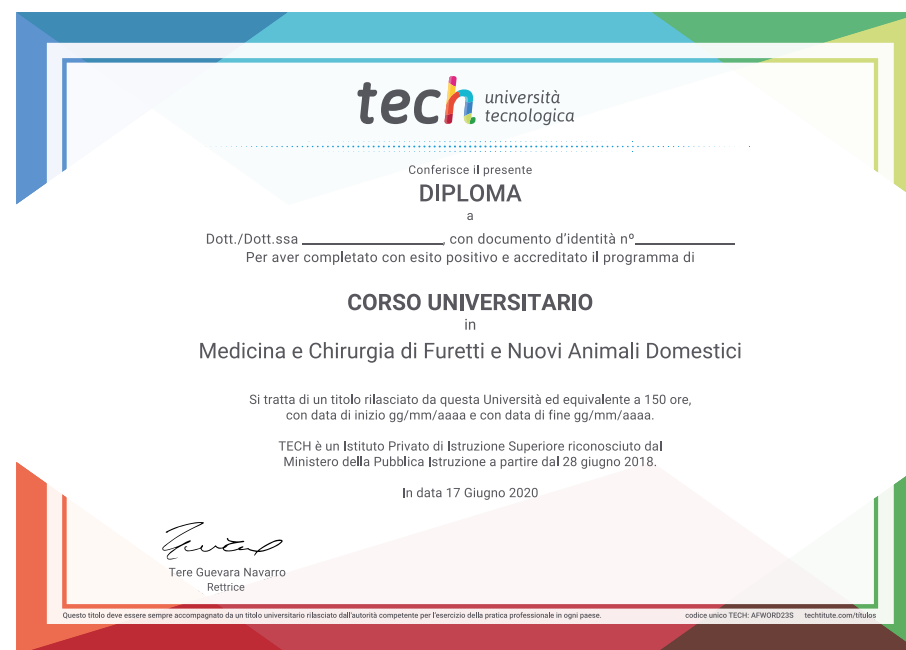 tech università
tecnologica
Conferisce il presente
DIPLOMA
a
Dott./Dott.ssa ____________________, con documento d'identità nº______________
Per aver completato con esito positivo e accreditato il programma di
CORSO UNIVERSITARIO
in
Medicina e Chirurgia di Furetti e Nuovi Animali Domestici
Si tratta di un titolo rilasciato da questa Università ed equivalente a 150 ore,
con data di inizio gg/mm/aaaa e con data di fine gg/mm/aaaa.
TECH è un Istituto Privato di Istruzione Superiore riconosciuto dal
Ministero della Pubblica Istruzione a partire dal 28 giugno 2018.
In data 17 Giugno 2020
Tere Guevara Navarro
Rettrice
Questo titolo deve essere sempre accompagnato da un titolo universitario rilasciato dall'autorità competente per l'esercizio della pratica professionale in ogni paese. codice unico TECH: AFWORD23S techtitute.com/titulos